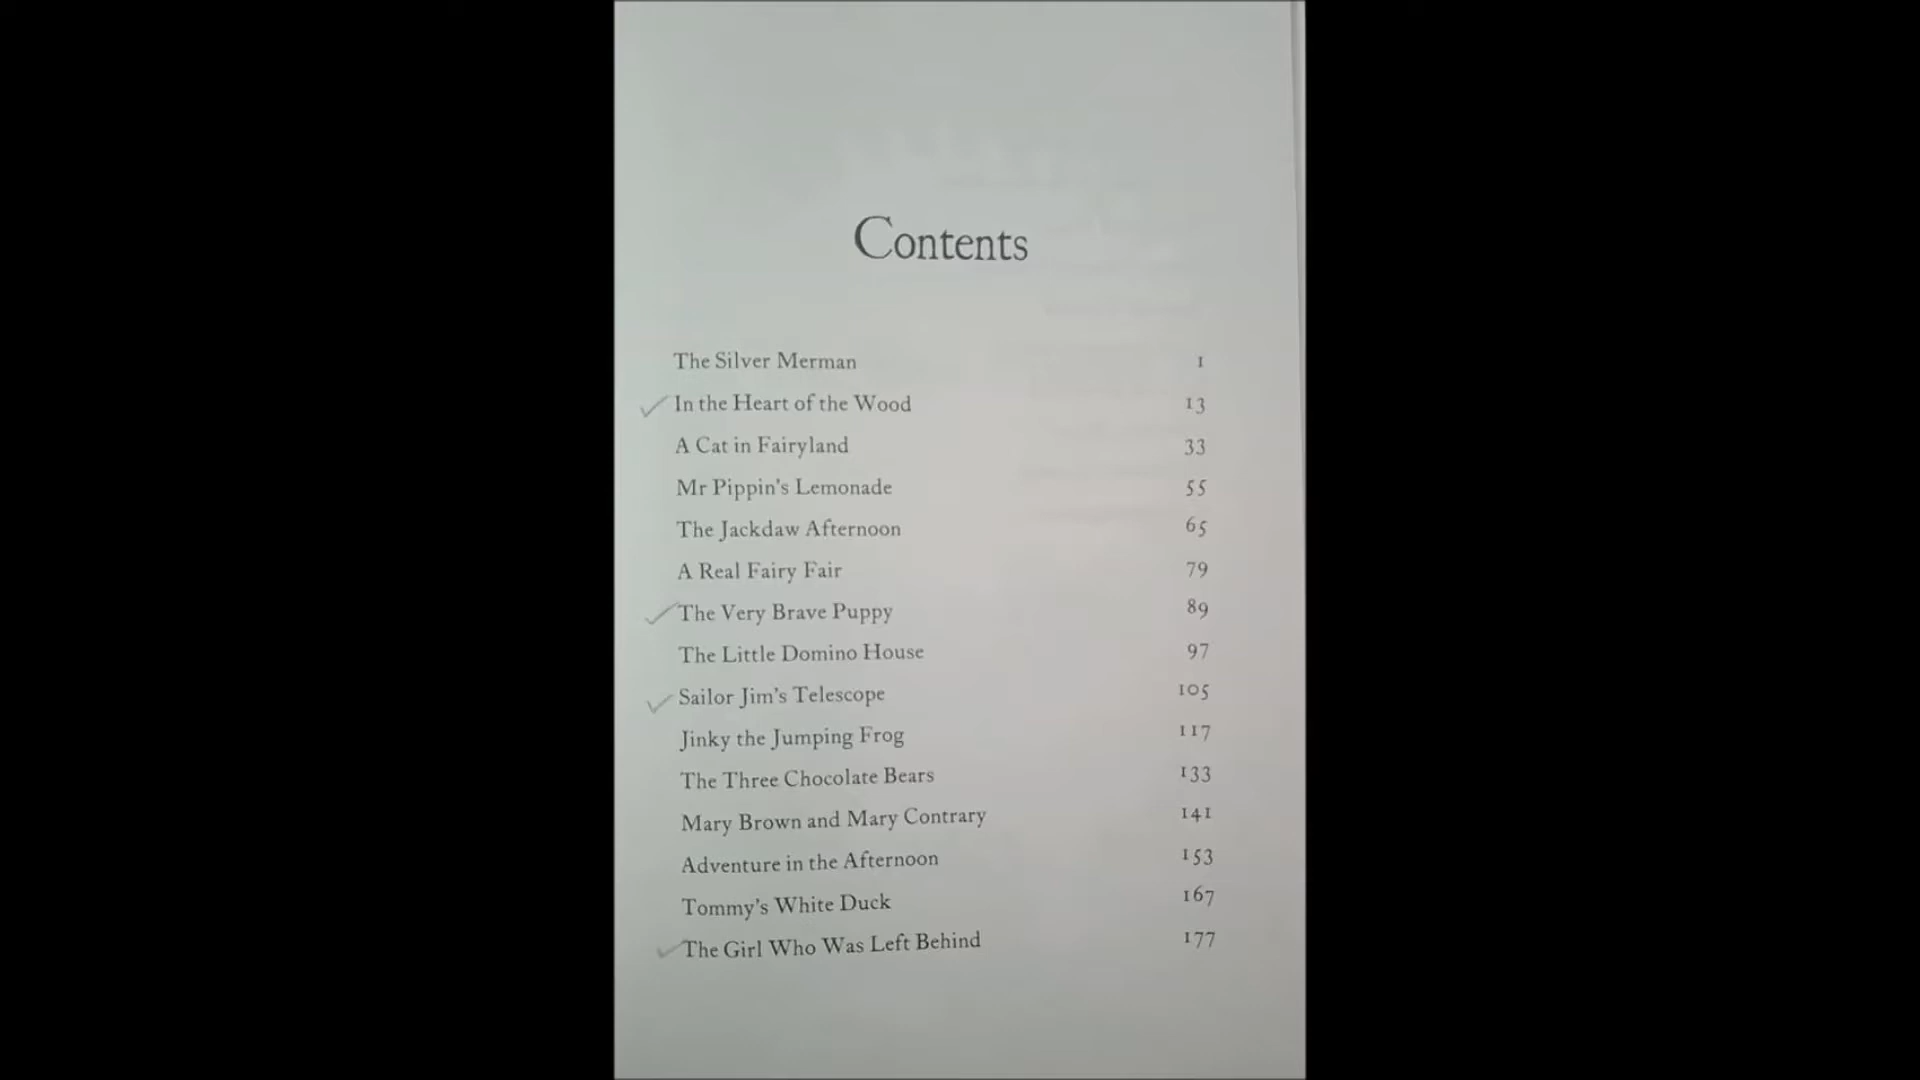 Contents
The Silver Merman 1
In the Heart of the Wood 13
A Cat in Fairyland 33
Mr Pippin's Lemonade 55
The Jackdaw Afternoon 65
A Real Fairy Fair 79
The Very Brave Puppy 89
The Little Domino House 97
Sailor Jim's Telescope 105
Jinky the Jumping Frog 117
The Three Chocolate Bears 133
Mary Brown and Mary Contrary 141
Adventure in the Afternoon 153
Tommy's White Duck 167
The Girl Who Was Left Behind 177